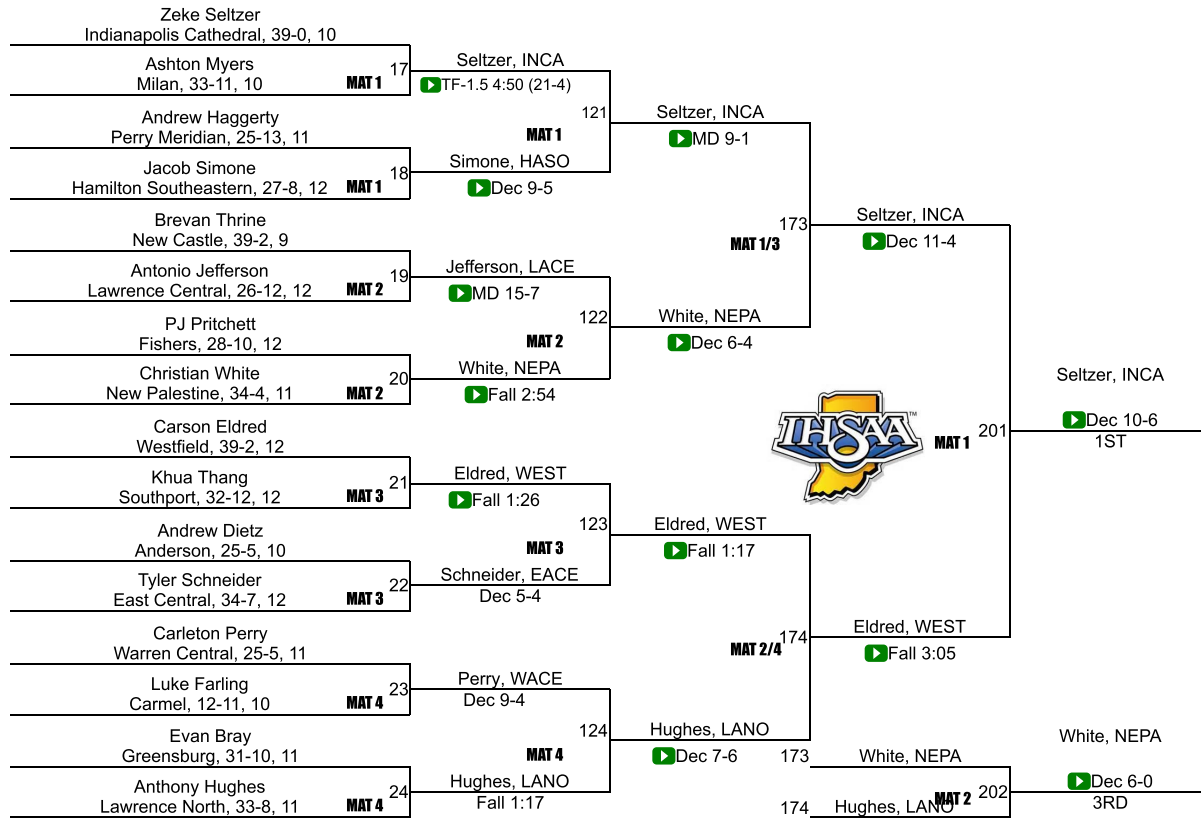 Zeke Seltzer
Indianapolis Cathedral, 39-0, 10
Ashton Myers
Milan, 33-11, 10
MAT 1
17
Andrew Haggerty
Perry Meridian, 25-13, 11
Jacob Simone
Hamilton Southeastern, 27-8, 12
MAT 1
18
Brevan Thrine
New Castle, 39-2, 9
Antonio Jefferson
Lawrence Central, 26-12, 12
MAT 2
19
PJ Pritchett
Fishers, 28-10, 12
Christian White
New Palestine, 34-4, 11
MAT 2
20
Carson Eldred
Westfield, 39-2, 12
Khua Thang
Southport, 32-12, 12
MAT 3
21
Andrew Dietz
Anderson, 25-5, 10
Tyler Schneider
East Central, 34-7, 12
MAT 3
22
Carleton Perry
Warren Central, 25-5, 11
Luke Farling
Carmel, 12-11, 10
MAT 4
23
Evan Bray
Greensburg, 31-10, 11
Anthony Hughes
Lawrence North, 33-8, 11
MAT 4
24
Seltzer, INCA
TF-1.5 4:50 (21-4)
121
MAT 1
Simone, HASO
Dec 9-5
Jefferson, LACE
MD 15-7
122
MAT 2
White, NEPA
Fall 2:54
Eldred, WEST
Fall 1:26
123
MAT 3
Schneider, EACE
Dec 5-4
Perry, WACE
Dec 9-4
124
MAT 4
Hughes, LANO
Fall 1:17
Seltzer, INCA
MD 9-1
173
MAT 1/3
White, NEPA
Dec 6-4
Eldred, WEST
Fall 1:17
174
MAT 2/4
Hughes, LANO
Dec 7-6
Seltzer, INCA
Dec 11-4
IHSAA™
MAT 1
201
Eldred, WEST
Fall 3:05
Seltzer, INCA
Dec 10-6
1ST
173
White, NEPA
174
Hughes, LANO
MAT 2
202
White, NEPA
Dec 6-0
3RD